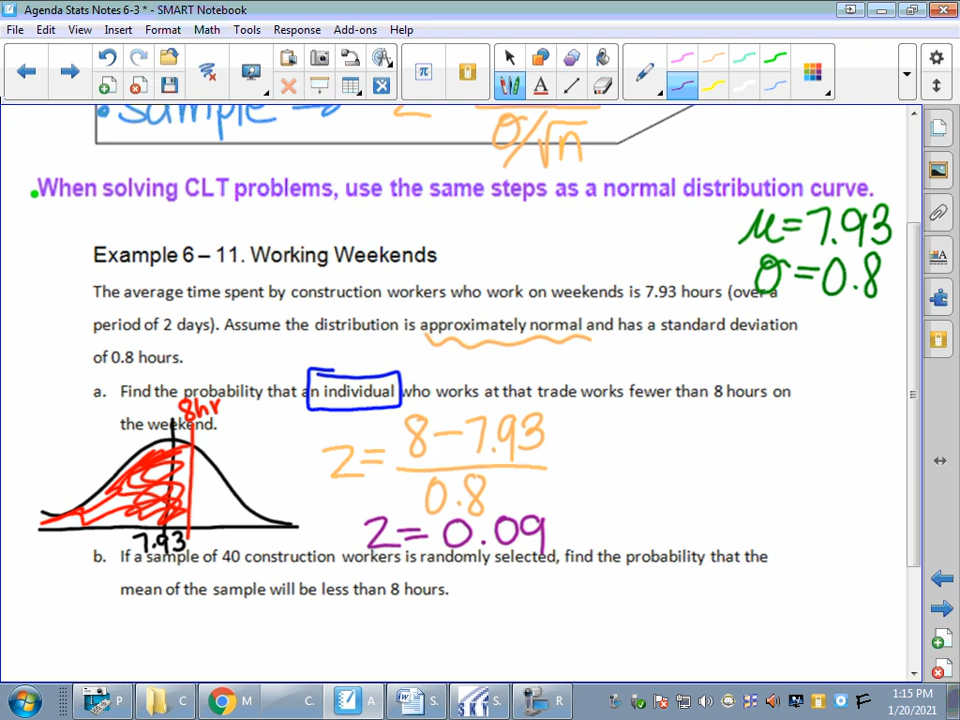 Agenda Stats Notes 6-3 * - SMART Notebook
File Edit View Insert Format Math Tools Response Add-ons Help
• sample → z
σ/√n
When solving CLT problems, use the same steps as a normal distribution curve.
μ=7.93
σ=0.8
Example 6 – 11. Working Weekends
The average time spent by construction workers who work on weekends is 7.93 hours (over a
period of 2 days). Assume the distribution is approximately normal and has a standard deviation
of 0.8 hours.
a. Find the probability that an individual who works at that trade works fewer than 8 hours on
the weekend.
8hr
z= 8-7.93
0.8
z= 0.09
7.93
b. If a sample of 40 construction workers is randomly selected, find the probability that the
mean of the sample will be less than 8 hours.
P C M C. A S. S. R
1:15 PM
1/20/2021